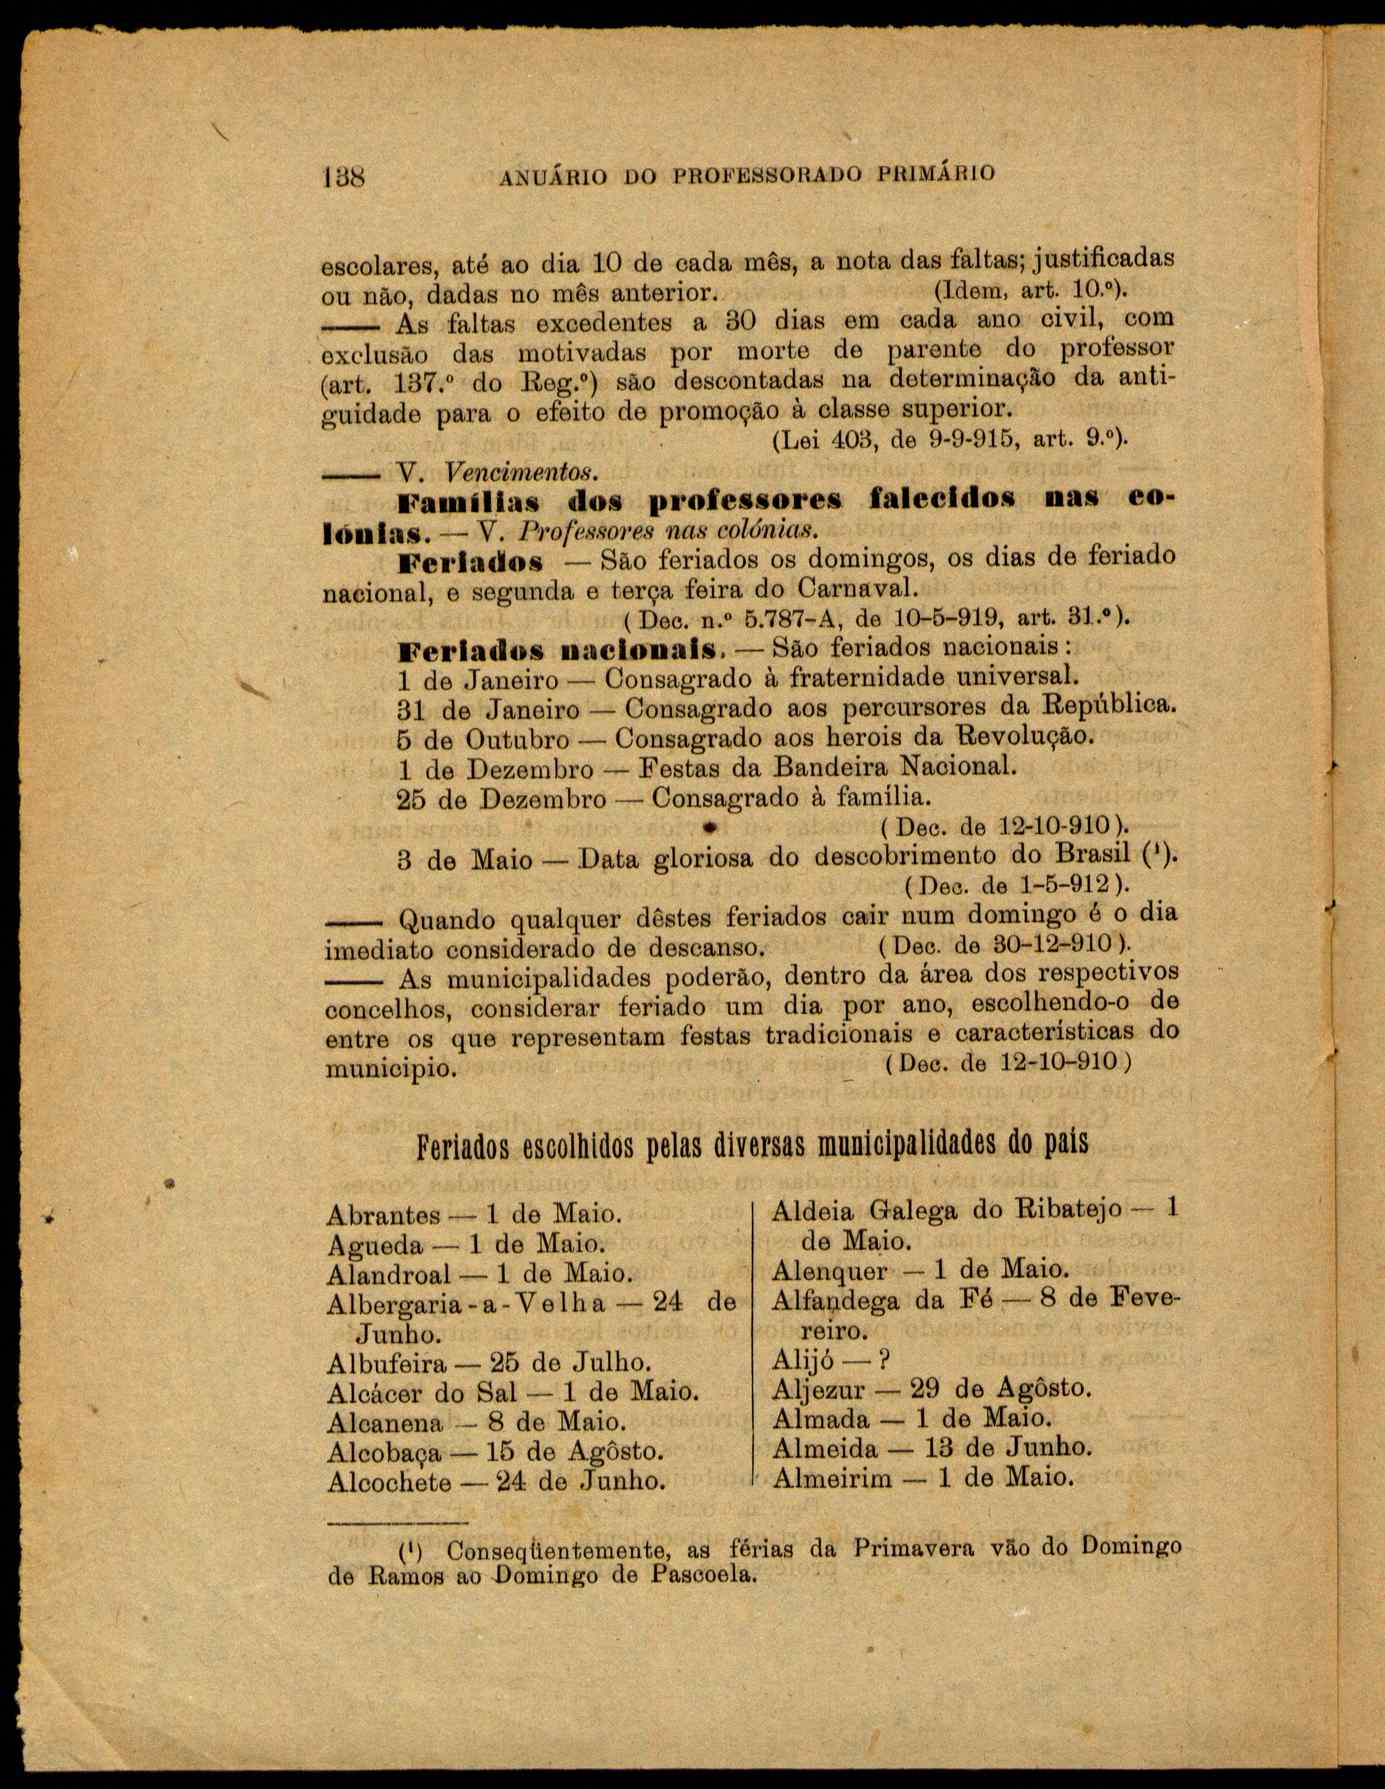 138 ANUÁRIO DO PROFESSORADO PRIMÁRIO
escolares, até ao dia 10 de cada mês, a nota das faltas; justificadas
ou não, dadas no mês anterior. (Idem, art. 10.º).
—— As faltas excedentes a 30 dias em cada ano civil, com
exclusão das motivadas por morte de parente do professor
(art. 137.º do Reg.º) são descontadas na determinação da anti-
guidade para o efeito de promoção à classe superior.
(Lei 403, de 9-9-915, art. 9.º).
—— V. Vencimentos.
Famílias dos professores falecidos nas co-
lónias. — V. Professores nas colónias.
Feriados — São feriados os domingos, os dias de feriado
nacional, e segunda e terça feira do Carnaval.
(Dec. n.º 5.787-A, de 10-5-919, art. 31.º).
Feriados nacionais. — São feriados nacionais:
1 de Janeiro — Consagrado à fraternidade universal.
31 de Janeiro — Consagrado aos percursores da República.
5 de Outubro — Consagrado aos herois da Revolução.
1 de Dezembro — Festas da Bandeira Nacional.
25 de Dezembro — Consagrado à família.
(Dec. de 12-10-910).
3 de Maio — Data gloriosa do descobrimento do Brasil (¹).
(Dec. de 1-5-912).
—— Quando qualquer dêstes feriados cair num domingo é o dia
imediato considerado de descanso. (Dec. de 30-12-910).
—— As municipalidades poderão, dentro da área dos respectivos
concelhos, considerar feriado um dia por ano, escolhendo-o de
entre os que representam festas tradicionais e características do
municipio. (Dec. de 12-10-910)
Feriados escolhidos pelas diversas municipalidades do país
Abrantes — 1 de Maio.
Agueda — 1 de Maio.
Alandroal — 1 de Maio.
Albergaria-a-Velha — 24 de
Junho.
Albufeira — 25 de Julho.
Alcácer do Sal — 1 de Maio.
Alcanena — 8 de Maio.
Alcobaça — 15 de Agôsto.
Alcochete — 24 de Junho.
Aldeia Galega do Ribatejo — 1
de Maio.
Alenquer — 1 de Maio.
Alfandega da Fé — 8 de Feve-
reiro.
Alijó — ?
Aljezur — 29 de Agôsto.
Almada — 1 de Maio.
Almeida — 13 de Junho.
Almeirim — 1 de Maio.
(¹) Conseqüentemente, as férias da Primavera vão do Domingo
de Ramos ao Domingo de Pascoela.